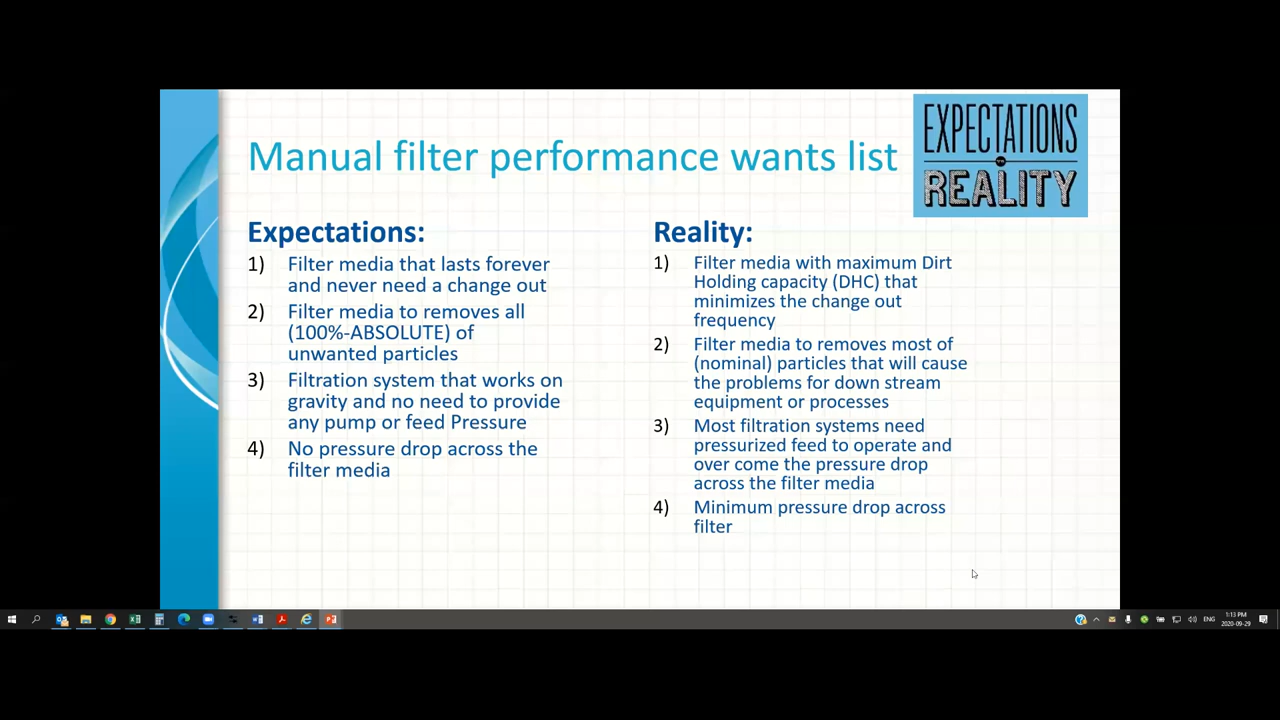 Manual filter performance wants list
EXPECTATIONS
REALITY
Expectations:
1) Filter media that lasts forever
and never need a change out
2) Filter media to removes all
(100%-ABSOLUTE) of
unwanted particles
3) Filtration system that works on
gravity and no need to provide
any pump or feed Pressure
4) No pressure drop across the
filter media
Reality:
1) Filter media with maximum Dirt
Holding capacity (DHC) that
minimizes the change out
frequency
2) Filter media to removes most of
(nominal) particles that will cause
the problems for down stream
equipment or processes
3) Most filtration systems need
pressurized feed to operate and
over come the pressure drop
across the filter media
4) Minimum pressure drop across
filter
ENG
1:13 PM
2020-09-29